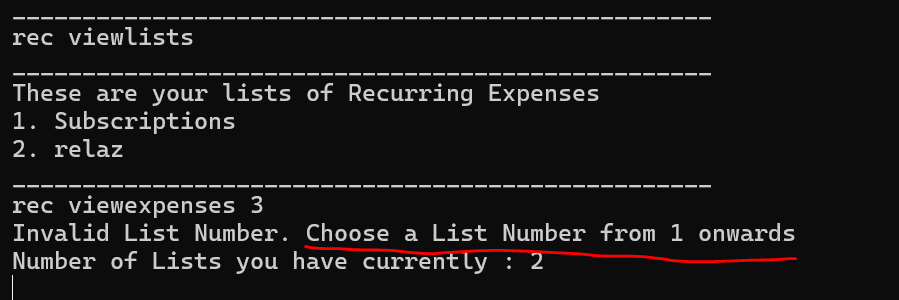 rec viewlists
These are your lists of Recurring Expenses
1. Subscriptions
2. relaz
rec viewexpenses 3
Invalid List Number. Choose a List Number from 1 onwards
Number of Lists you have currently : 2